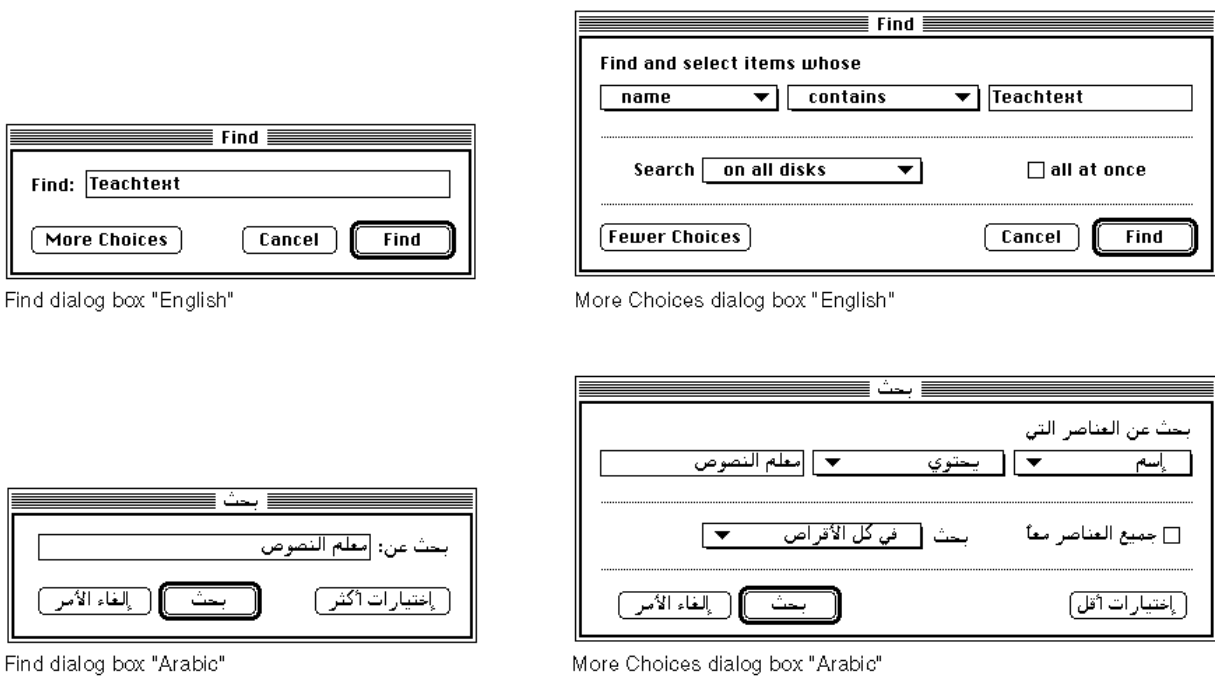 Find
Find: Teachtext
More Choices Cancel Find
Find dialog box "English"
Find
Find and select items whose
name contains Teachtext
Search on all disks all at once
Fewer Choices Cancel Find
More Choices dialog box "English"
بحث
بحث عن: معلم النصوص
إختيارات أكثر بحث إلغاء الأمر
Find dialog box "Arabic"
بحث
بحث عن العناصر التي
إسم يحتوي معلم النصوص
جميع العناصر معاً بحث في كل الأقراص
إختيارات أقل بحث إلغاء الأمر
More Choices dialog box "Arabic"